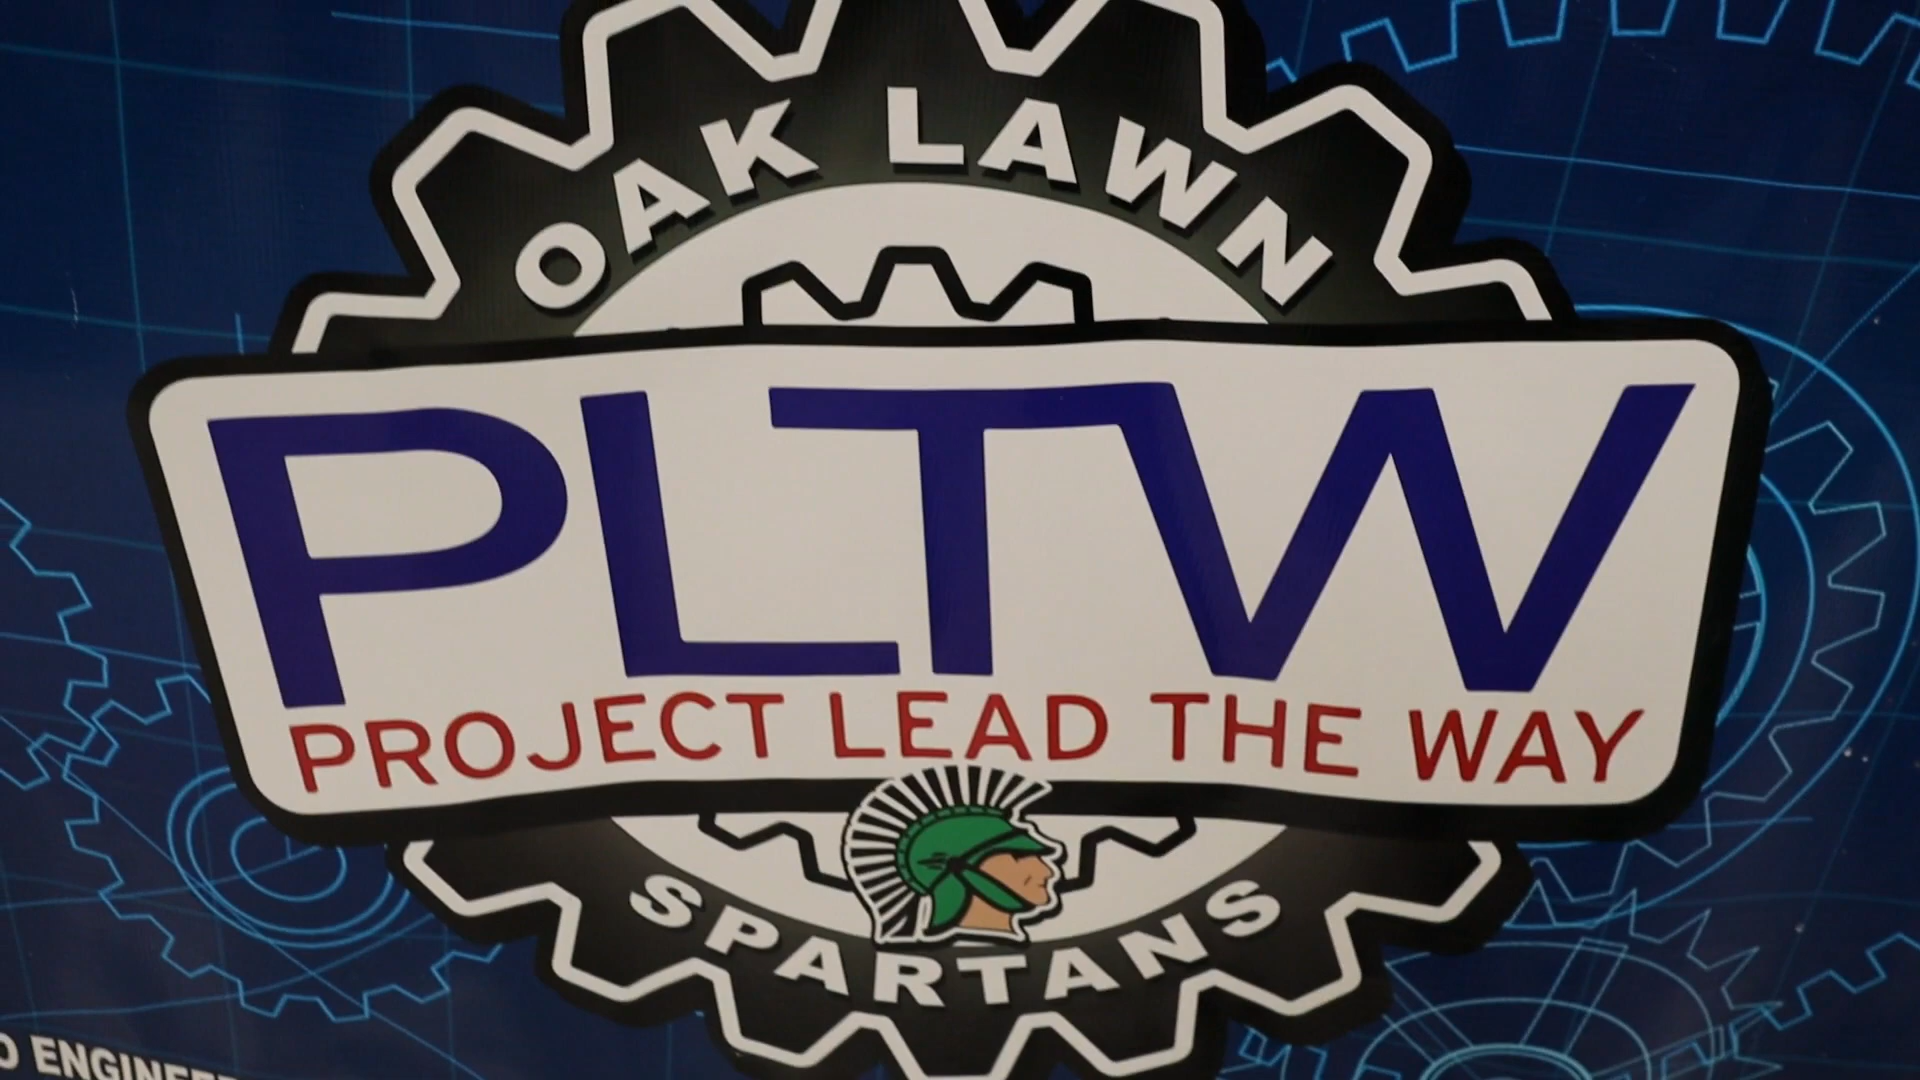 OAK LAWN
PLTW
PROJECT LEAD THE WAY
SPARTANS
O